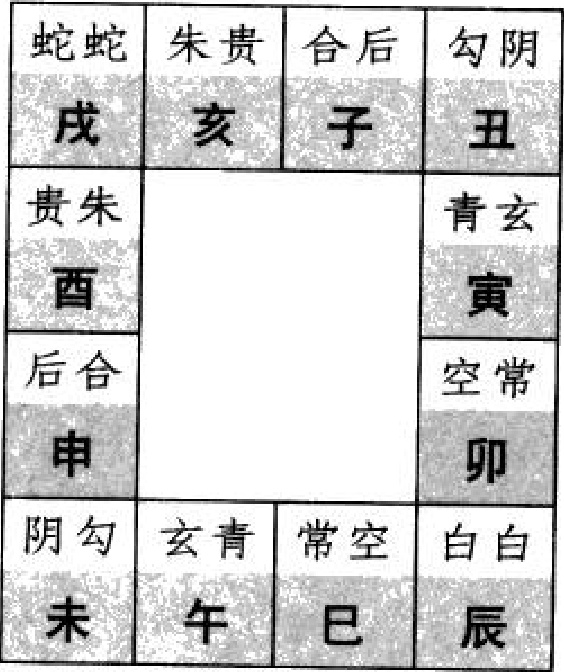 蛇蛇 朱贵 合后 勾阴
戌 亥 子 丑
贵朱 青玄
酉 寅
后合 空常
申 卯
阴勾 玄青 常空 白白
未 午 巳 辰